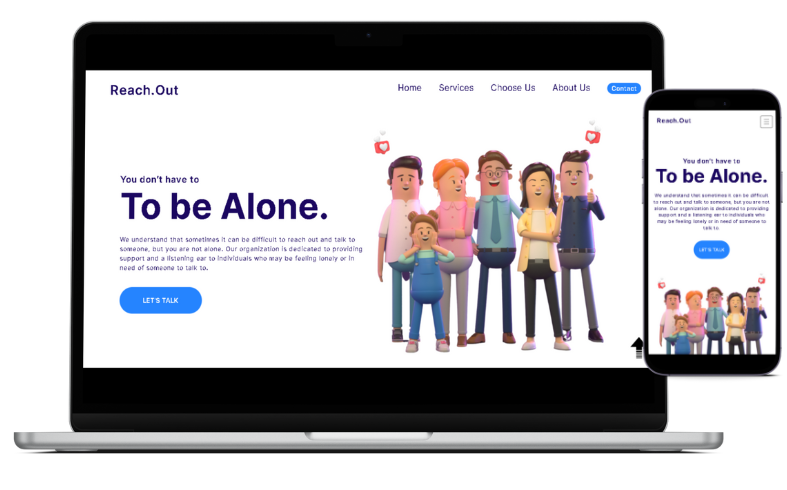 Reach.Out
Home Services Choose Us About Us Contact
You don't have to
To be Alone.
We understand that sometimes it can be difficult to reach out and talk to
someone, but you are not alone. Our organization is dedicated to providing
support and a listening ear to individuals who may be feeling lonely or in
need of someone to talk to.
LET'S TALK
Reach.Out
You don't have to
To be Alone.
We understand that sometimes it can be difficult
to reach out and talk to someone, but you are not
alone. Our organization is dedicated to providing
support and a listening ear to individuals who
may be feeling lonely or in need of someone to
talk to.
LET'S TALK